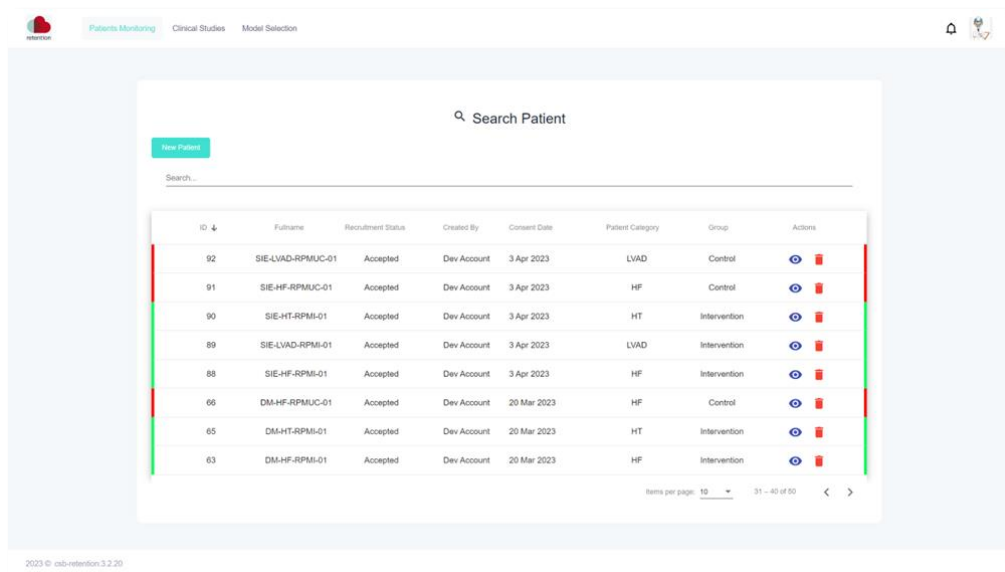 retention
Patients Monitoring Clinical Studies Model Selection
Search Patient
New Patient
Search...
ID Fullname Recruitment Status Created By Consent Date Patient Category Group Actions
92 SIE-LVAD-RPMUC-01 Accepted Dev Account 3 Apr 2023 LVAD Control
91 SIE-HF-RPMUC-01 Accepted Dev Account 3 Apr 2023 HF Control
90 SIE-HT-RPMI-01 Accepted Dev Account 3 Apr 2023 HT Intervention
89 SIE-LVAD-RPMI-01 Accepted Dev Account 3 Apr 2023 LVAD Intervention
88 SIE-HF-RPMI-01 Accepted Dev Account 3 Apr 2023 HF Intervention
66 DM-HF-RPMUC-01 Accepted Dev Account 20 Mar 2023 HF Control
65 DM-HT-RPMI-01 Accepted Dev Account 20 Mar 2023 HT Intervention
63 DM-HF-RPMI-01 Accepted Dev Account 20 Mar 2023 HF Intervention
Items per page: 10 31 – 40 of 50
2023 © csb-retention:3.2.20